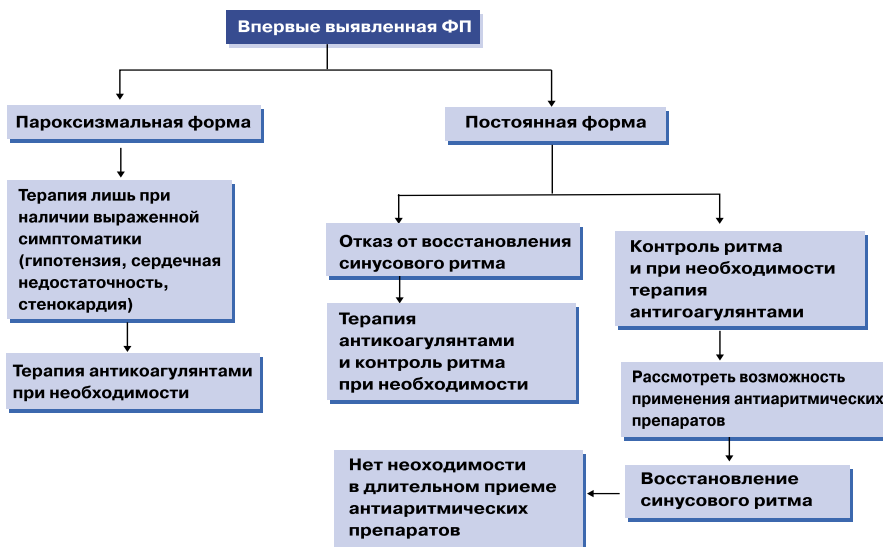 Впервые выявленная ФП
Пароксизмальная форма
Постоянная форма
Терапия лишь при
наличии выраженной
симптоматики
(гипотензия, сердечная
недостаточность,
стенокардия)
Отказ от восстановления
синусового ритма
Контроль ритма
и при необходимости
терапия
антигоагулянтами
Терапия
антикоагулянтами
и контроль ритма
при необходимости
Терапия антикоагулянтами
при необходимости
Рассмотреть возможность
применения антиаритмических
препаратов
Нет неоходимости
в длительном приеме
антиаритмических
препаратов
Восстановление
синусового ритма